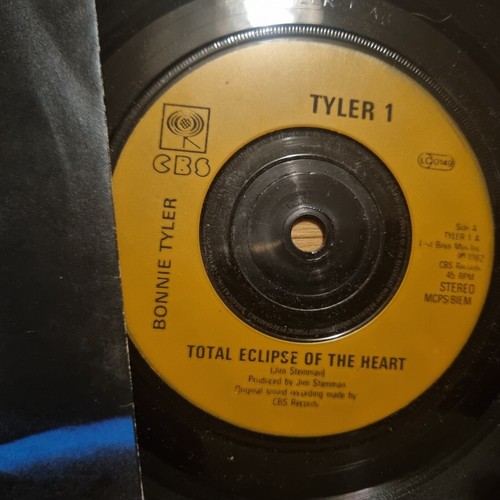 TYLER 1
CBS
LC 0149
BONNIE TYLER
Side A
TYLER 1 A
℗ 1982
CBS Records
45 RPM
STEREO
MCPS/BIEM
TOTAL ECLIPSE OF THE HEART
(Jim Steinman)
Produced by Jim Steinman
Original sound recording made by
CBS Records